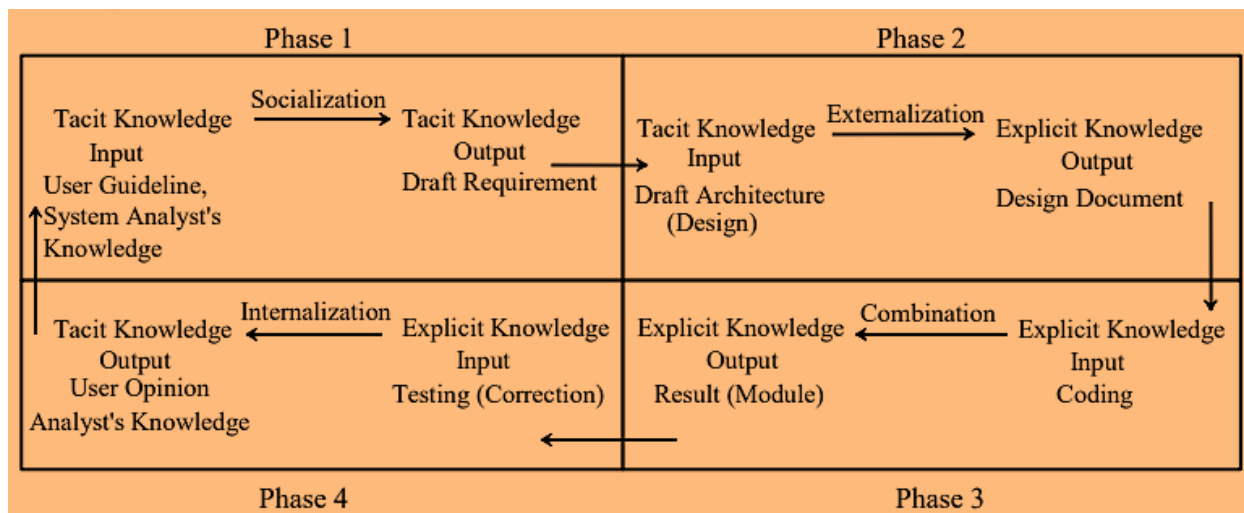 Phase 1
Phase 2
Socialization
Tacit Knowledge
Input
User Guideline,
System Analyst's
Knowledge
Tacit Knowledge
Output
Draft Requirement
Externalization
Tacit Knowledge
Input
Draft Architecture
(Design)
Explicit Knowledge
Output
Design Document
Internalization
Tacit Knowledge
Output
User Opinion
Analyst's Knowledge
Explicit Knowledge
Input
Testing (Correction)
Combination
Explicit Knowledge
Output
Result (Module)
Explicit Knowledge
Input
Coding
Phase 4
Phase 3